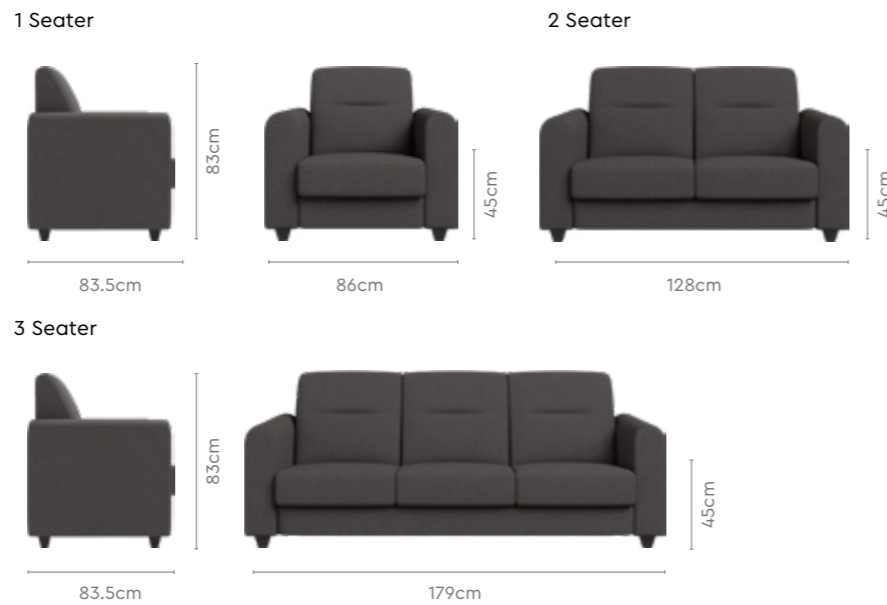 1 Seater
2 Seater
83cm
45cm
45cm
83.5cm
86cm
128cm
3 Seater
83cm
45cm
83.5cm
179cm